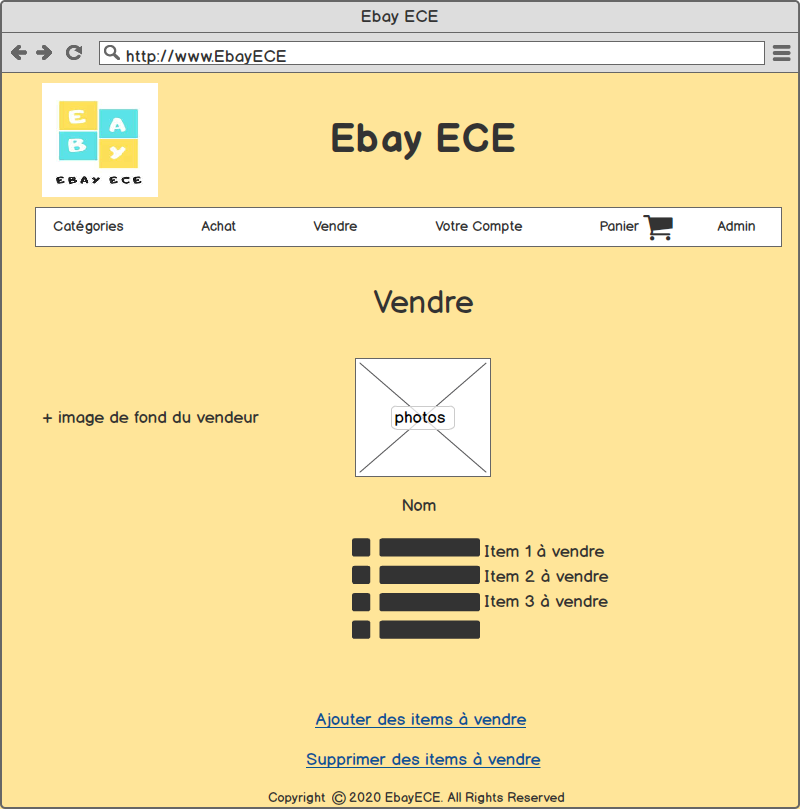 Ebay ECE
http://www.EbayECE
E A
B Y
EBAY ECE
Ebay ECE
Catégories Achat Vendre Votre Compte Panier Admin
Vendre
+ image de fond du vendeur
photos
Nom
Item 1 à vendre
Item 2 à vendre
Item 3 à vendre
Ajouter des items à vendre
Supprimer des items à vendre
Copyright © 2020 EbayECE. All Rights Reserved